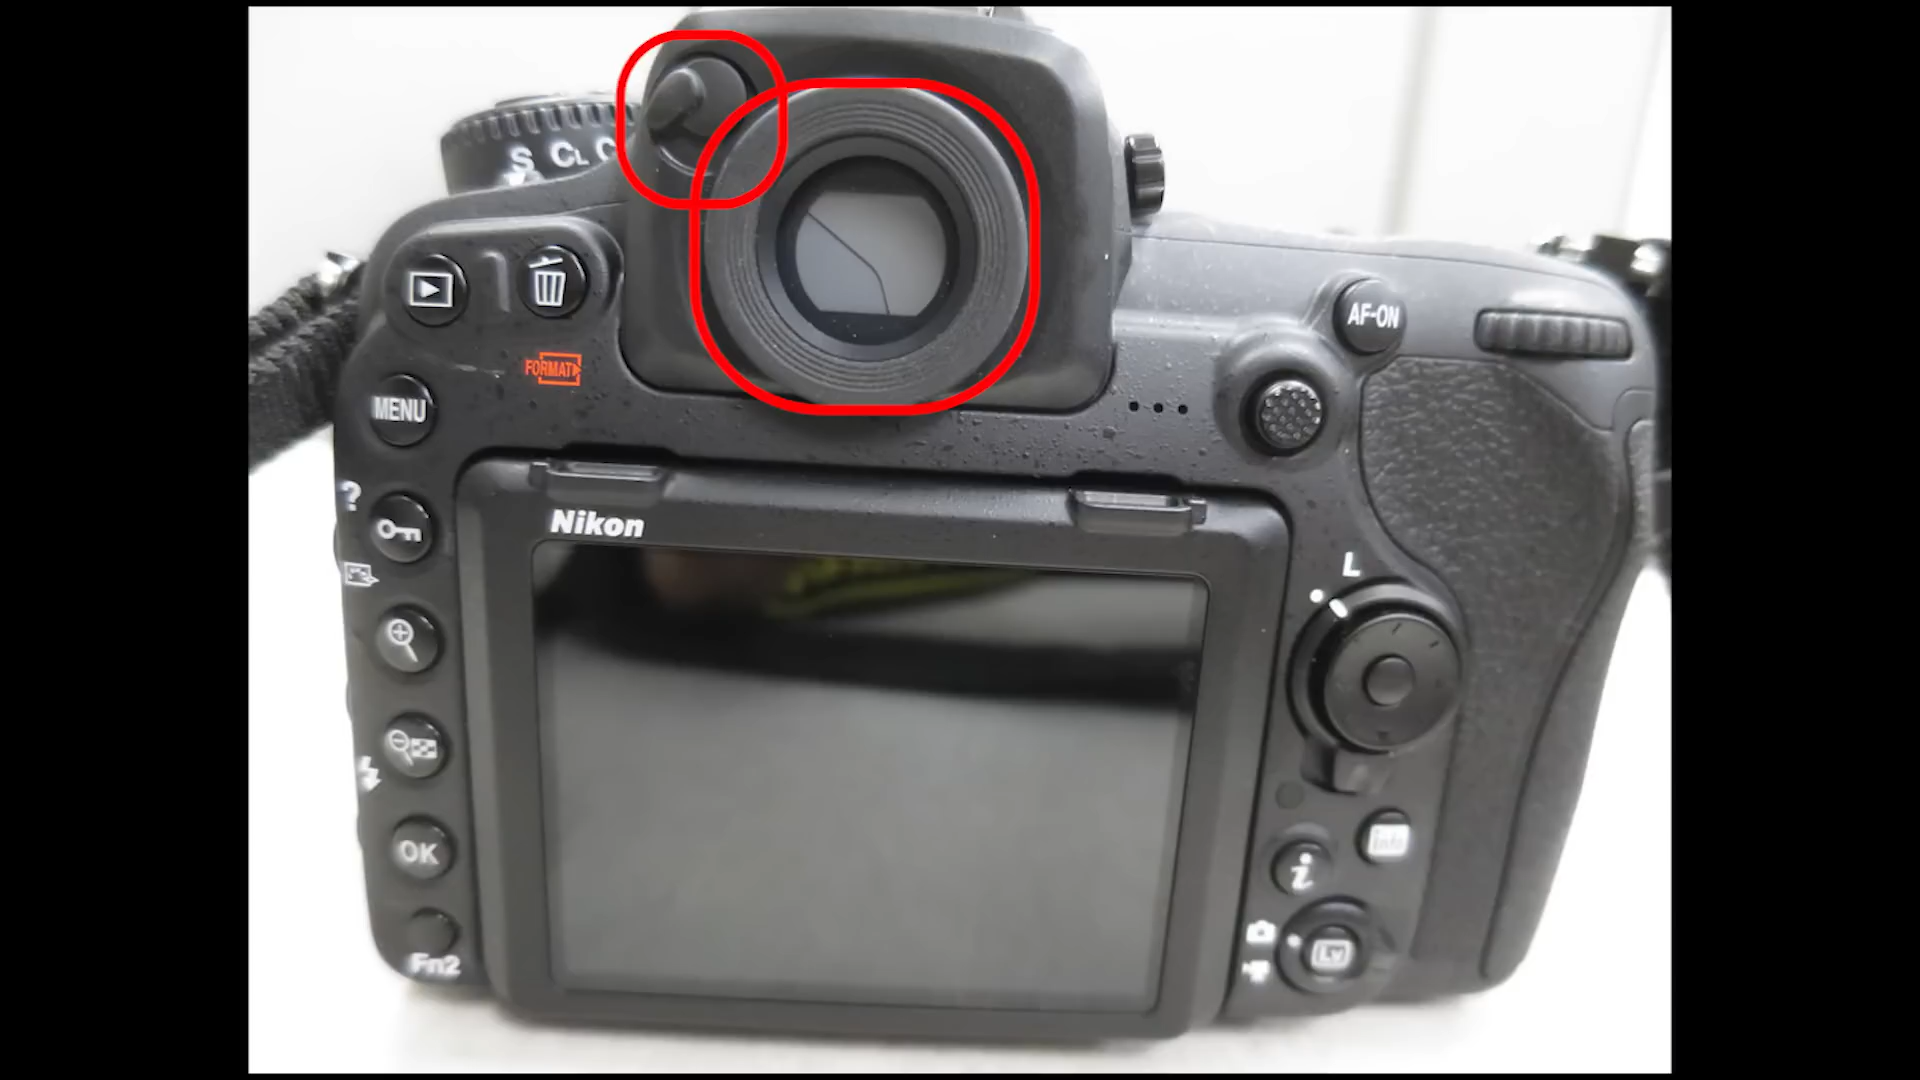 S CL C
AF-ON
FORMAT
MENU
?
Nikon
L
OK
info
i
Lv
Fn2